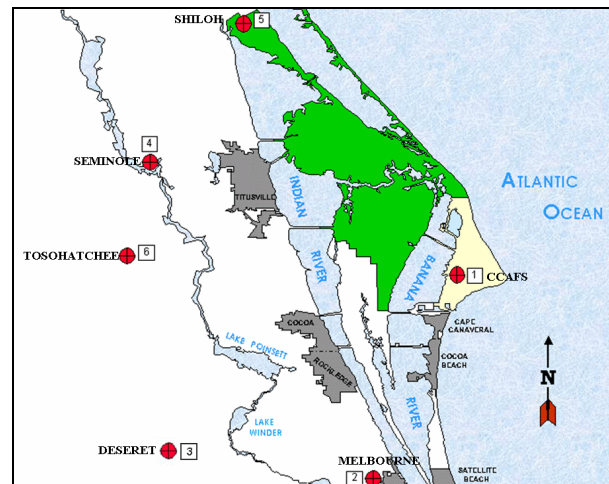 SHILOH
5
4
SEMINOLE
TITUSVILLE
INDIAN
ATLANTIC
OCEAN
TOSOHATCHEE
6
RIVER
BANANA
1
CCAFS
COCOA
CAPE
CANAVERAL
LAKE POINSETT
ROCKLEDGE
COCOA
BEACH
N
LAKE
WINDER
RIVER
DESERET
3
MELBOURNE
2
SATELLITE
BEACH